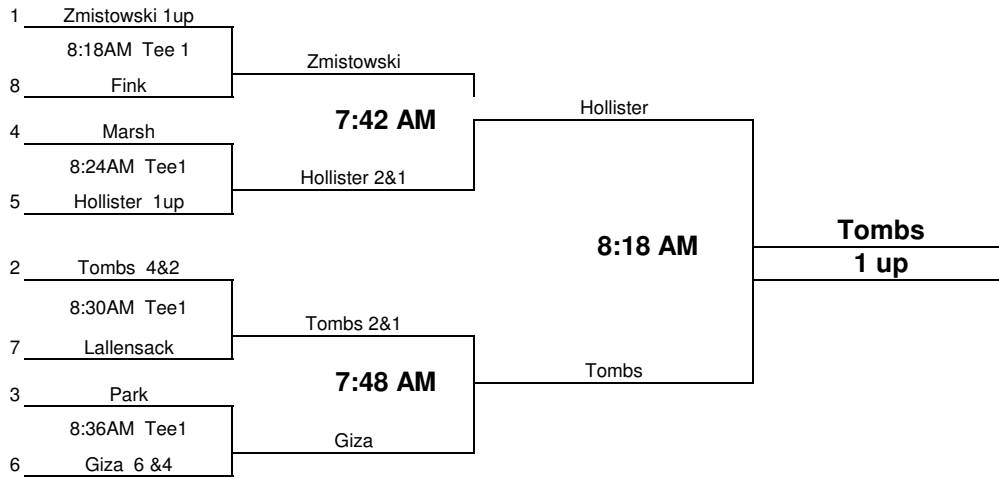 1 Zmistowski 1up
8:18AM Tee 1
8 Fink
Zmistowski
7:42 AM
4 Marsh
8:24AM Tee1
5 Hollister 1up
Hollister 2&1
Hollister
8:18 AM
Tombs
1 up
2 Tombs 4&2
8:30AM Tee1
7 Lallensack
Tombs 2&1
7:48 AM
Tombs
3 Park
8:36AM Tee1
6 Giza 6 &4
Giza